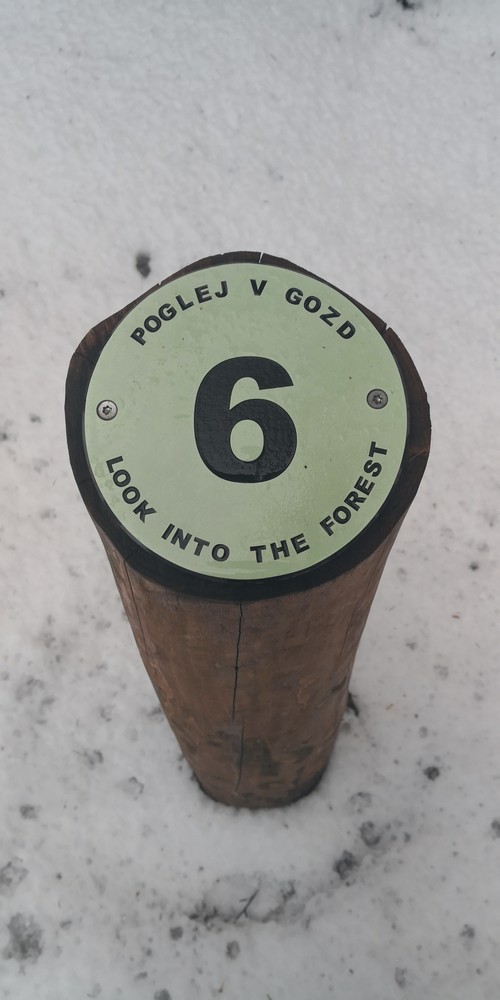 POGLEJ V GOZD
6
LOOK INTO THE FOREST